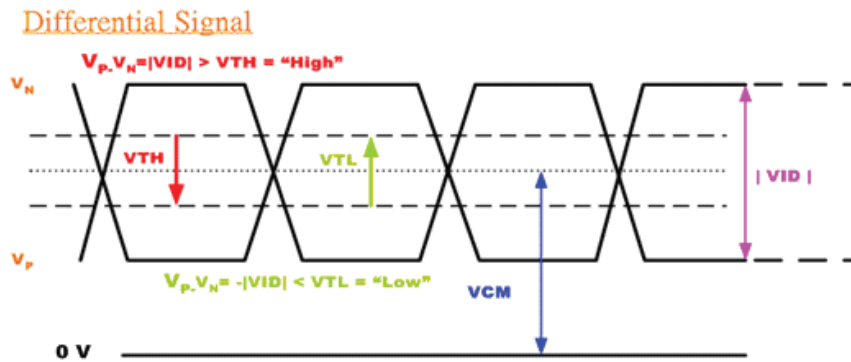 Differential Signal
VP-VN=|VID| > VTH = “High”
VN
VTH
VTL
| VID |
VP
VP-VN= -|VID| < VTL = “Low”
VCM
0 V